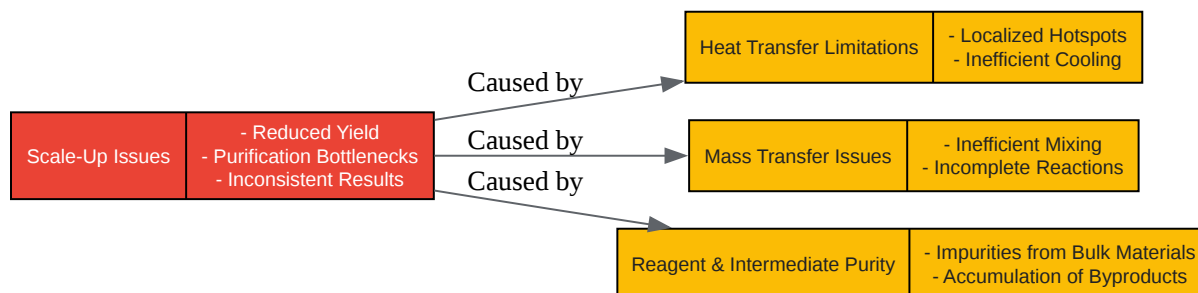 Scale-Up Issues
- Reduced Yield
- Purification Bottlenecks
- Inconsistent Results
Caused by
Caused by
Caused by
Heat Transfer Limitations
- Localized Hotspots
- Inefficient Cooling
Mass Transfer Issues
- Inefficient Mixing
- Incomplete Reactions
Reagent & Intermediate Purity
- Impurities from Bulk Materials
- Accumulation of Byproducts